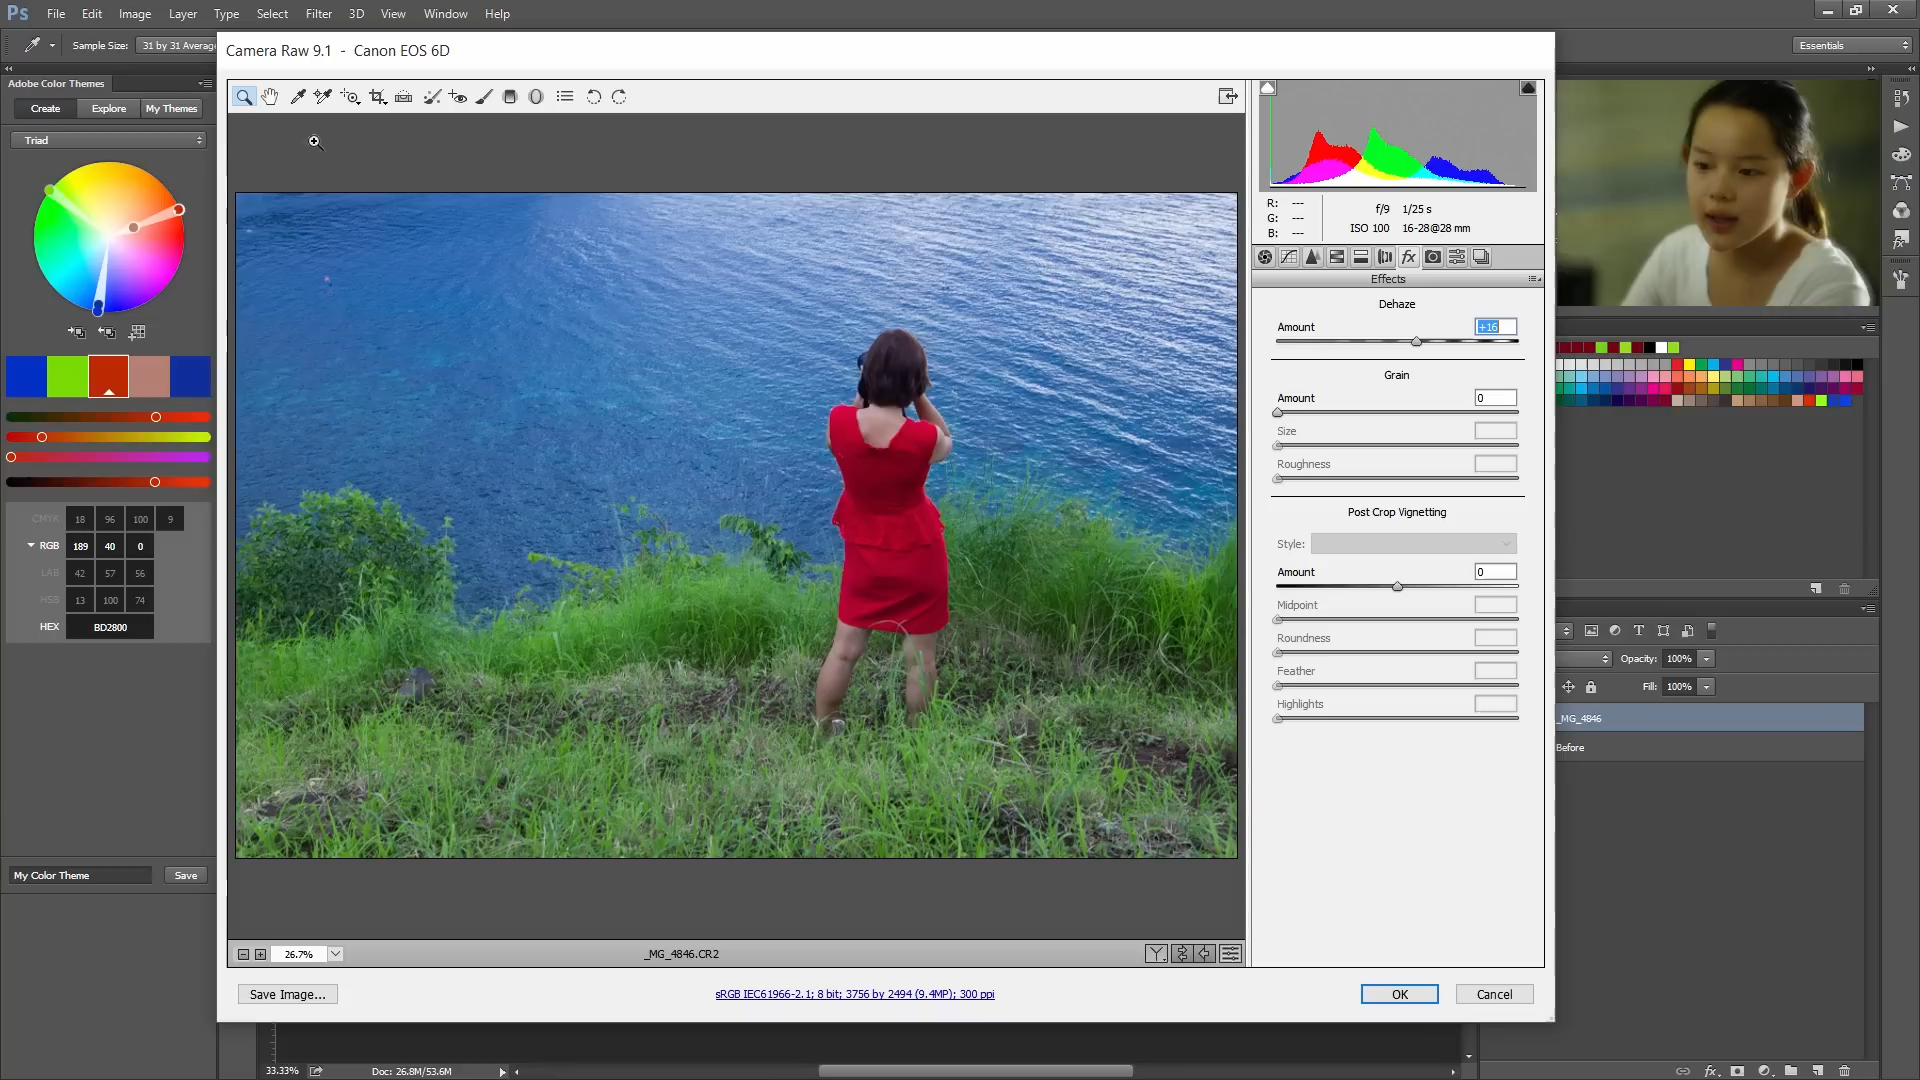 Ps File Edit Image Layer Type Select Filter 3D View Window Help
Sample Size: 31 by 31 Average
Essentials
Adobe Color Themes
Create Explore My Themes
Triad
CMYK 18 96 100 9
RGB 189 40 0
LAB 42 57 56
HSB 13 100 74
HEX BD2800
My Color Theme Save
Camera Raw 9.1 - Canon EOS 6D
R: ---
G: ---
B: ---
f/9 1/25 s
ISO 100 16-28@28 mm
fx
Effects
Dehaze
Amount +16
Grain
Amount 0
Size
Roughness
Post Crop Vignetting
Style:
Amount 0
Midpoint
Roundness
Feather
Highlights
26.7%
_MG_4846.CR2
Y
Save Image...
sRGB IEC61966-2.1; 8 bit; 3756 by 2494 (9.4MP); 300 ppi
OK Cancel
T
Opacity: 100%
Fill: 100%
_MG_4846
Before
33.33%
Doc: 26.8M/53.6M
fx